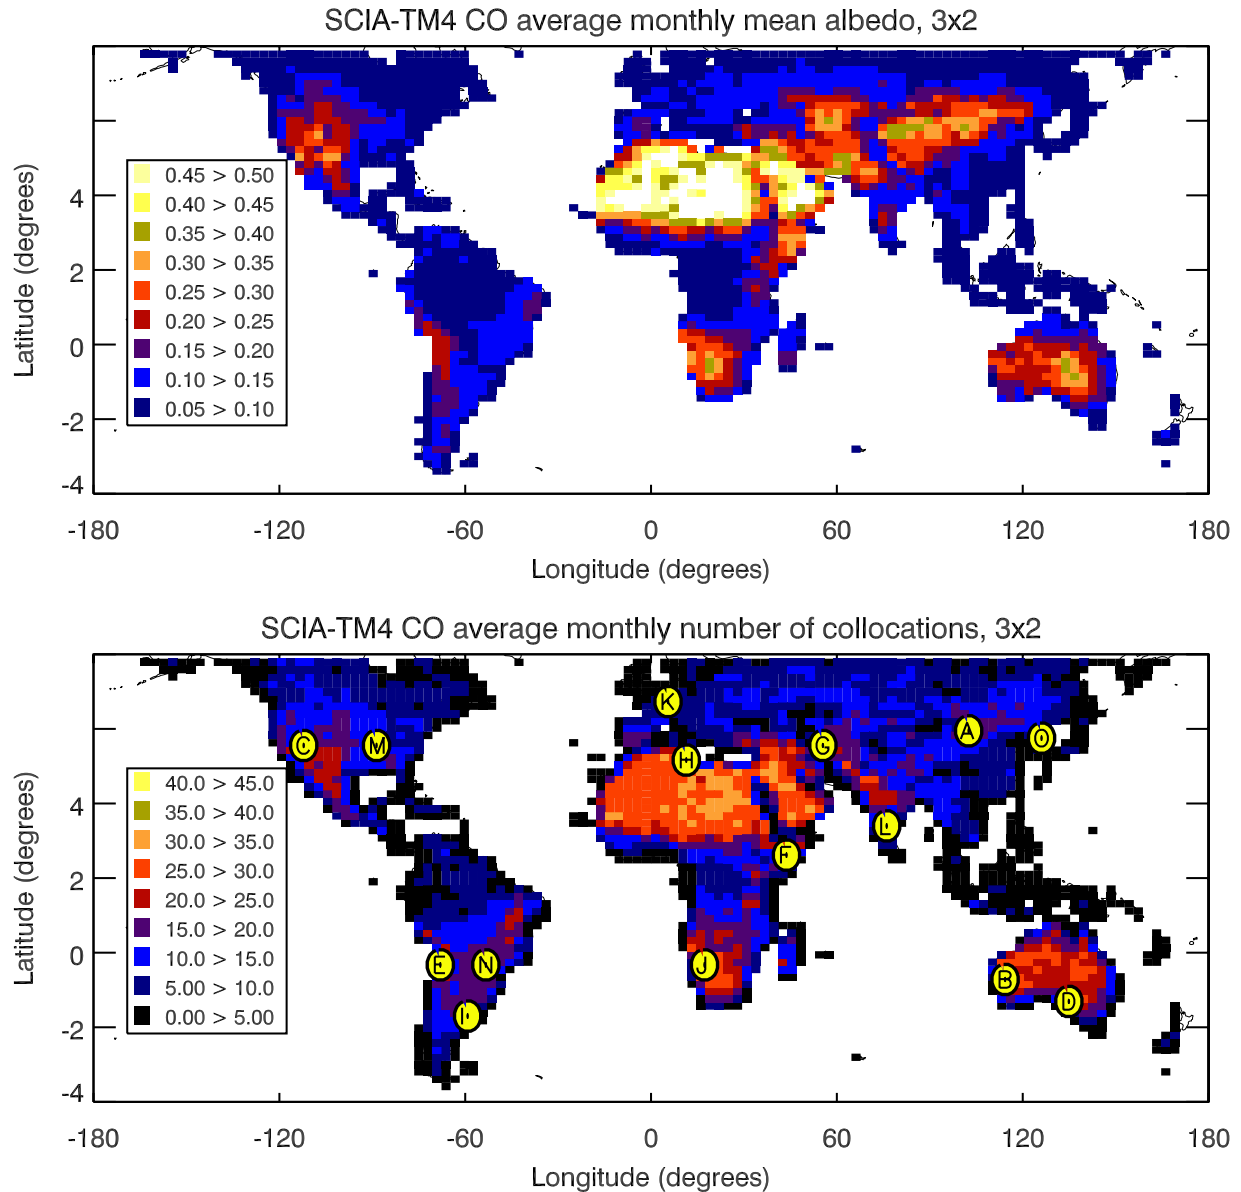 SCIA-TM4 CO average monthly mean albedo, 3x2
Latitude (degrees)
0.45 > 0.50
0.40 > 0.45
0.35 > 0.40
0.30 > 0.35
0.25 > 0.30
0.20 > 0.25
0.15 > 0.20
0.10 > 0.15
0.05 > 0.10
4
2
0
-2
-4
-180 -120 -60 0 60 120 180
Longitude (degrees)
SCIA-TM4 CO average monthly number of collocations, 3x2
Latitude (degrees)
K
A
O
C
M
G
H
L
F
E
N
J
B
D
I
40.0 > 45.0
35.0 > 40.0
30.0 > 35.0
25.0 > 30.0
20.0 > 25.0
15.0 > 20.0
10.0 > 15.0
5.00 > 10.0
0.00 > 5.00
4
2
0
-2
-4
-180 -120 -60 0 60 120 180
Longitude (degrees)